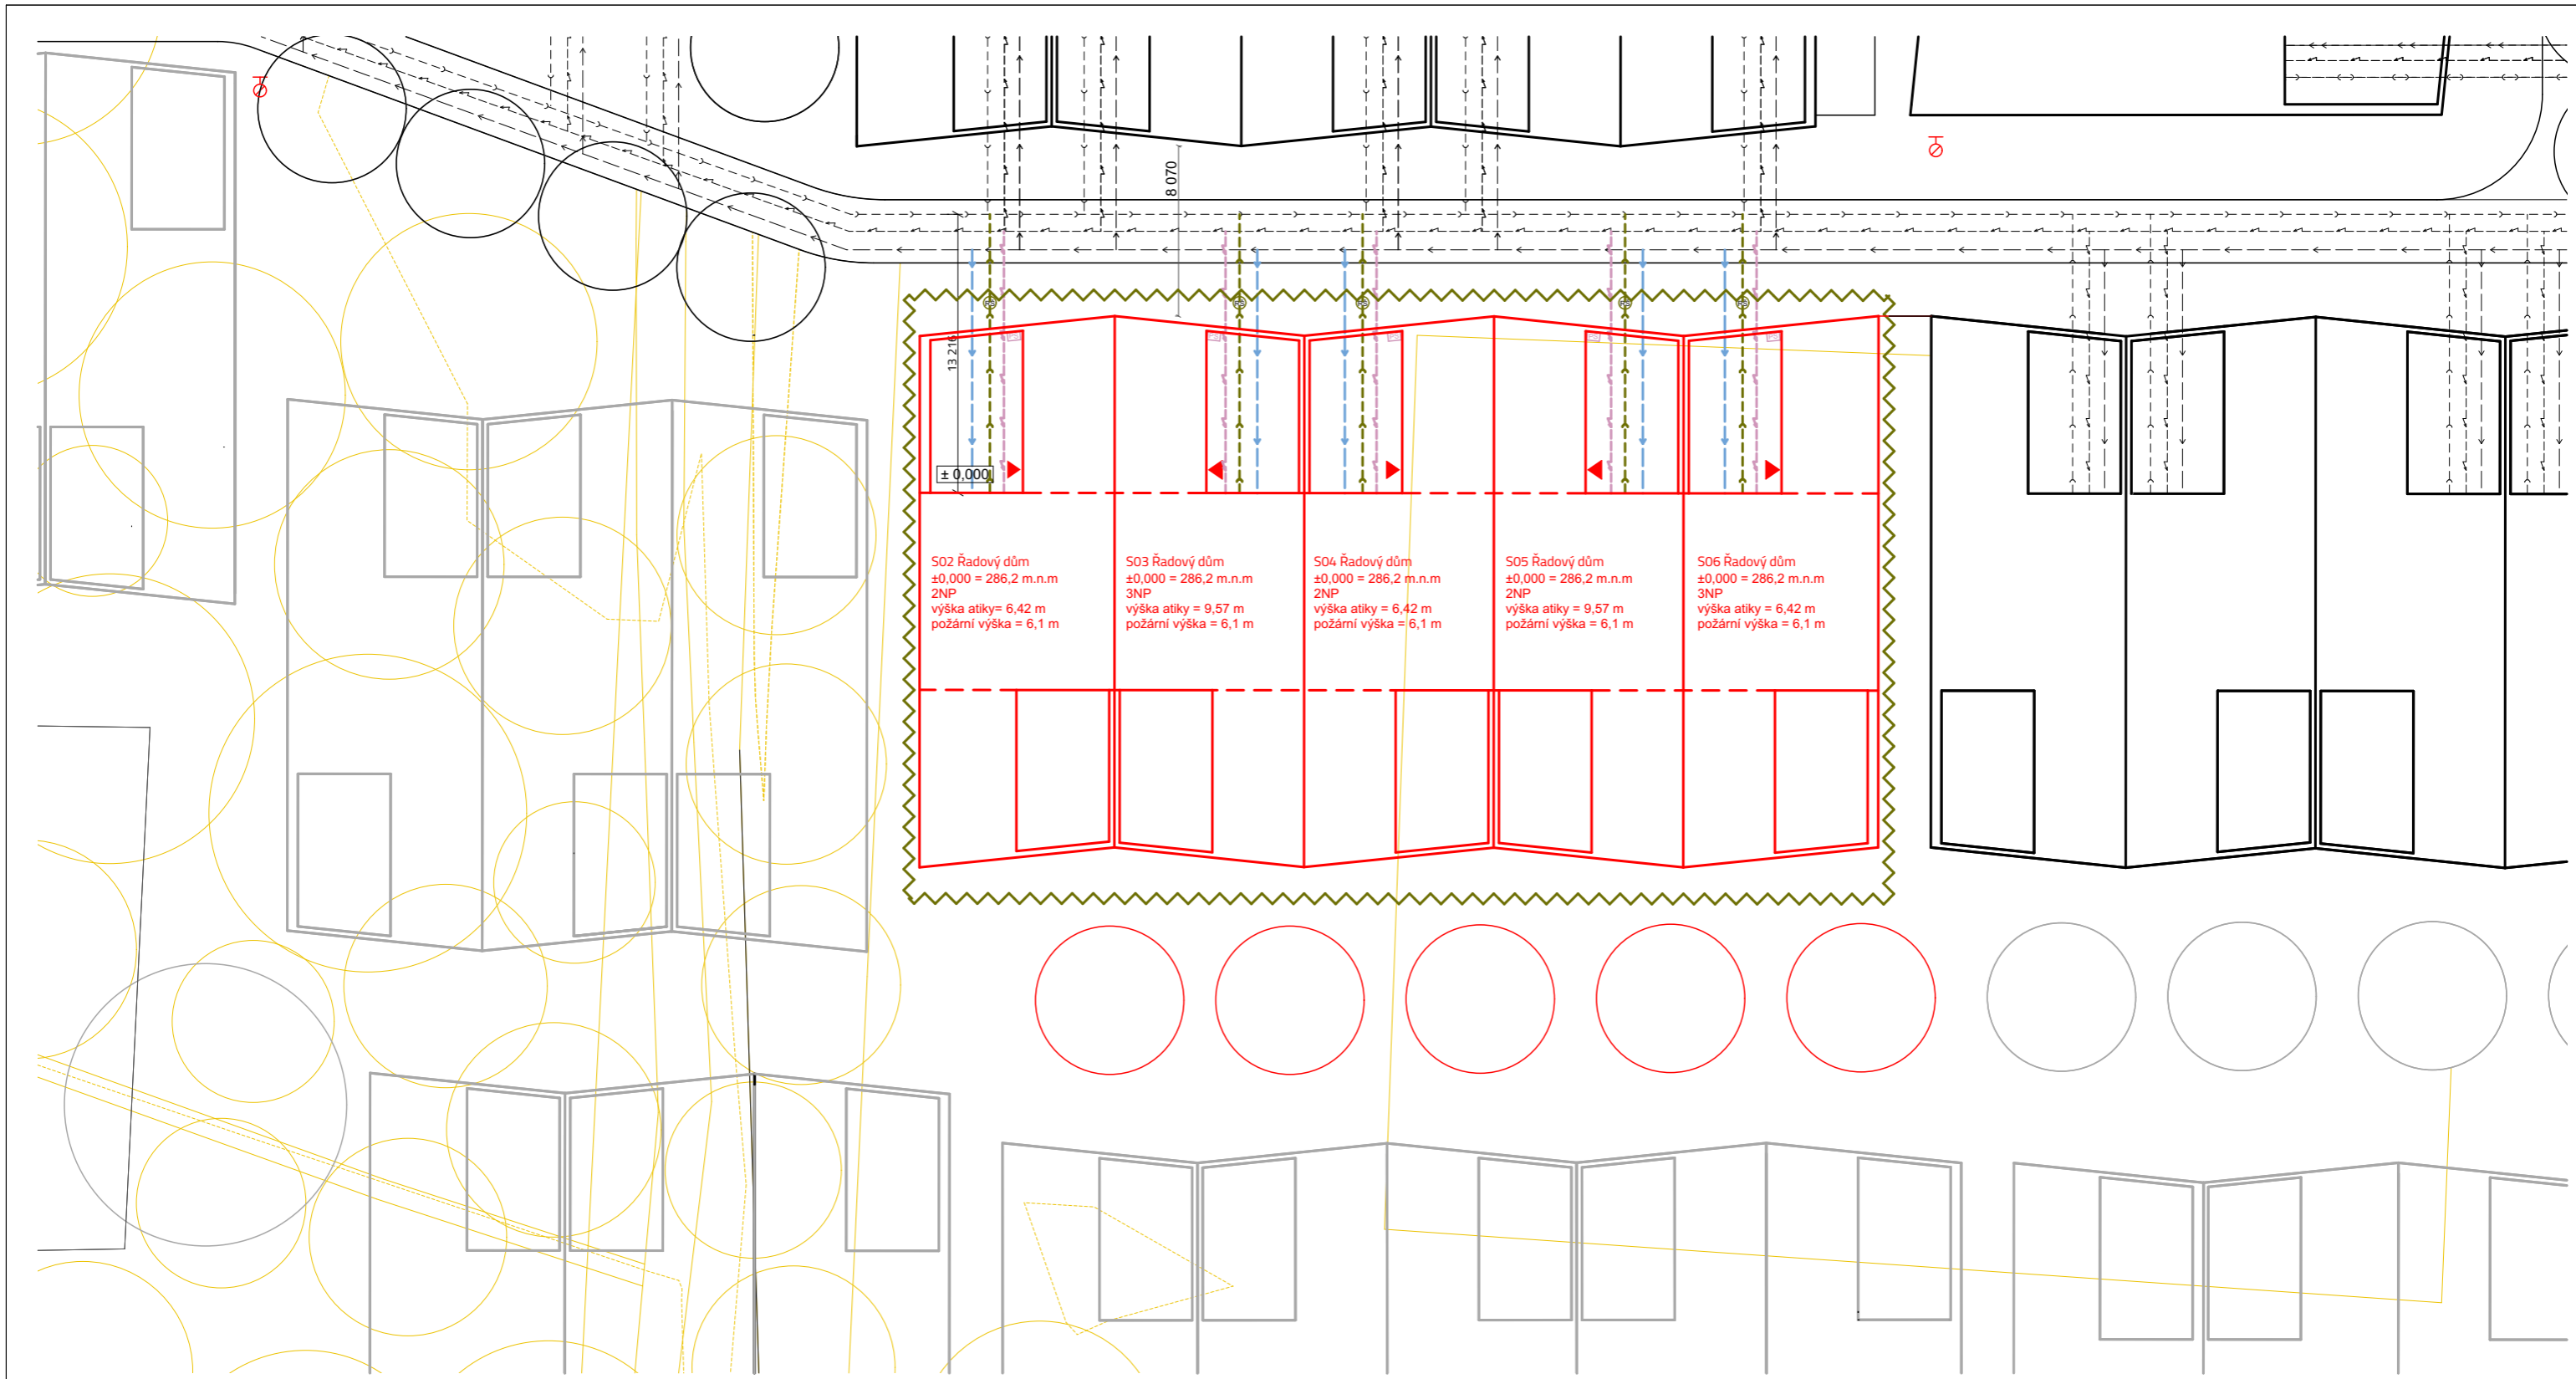 8 070
13 216
± 0,000
S02 Řadový dům
±0,000 = 286,2 m.n.m
2NP
výška atiky= 6,42 m
požární výška = 6,1 m
S03 Řadový dům
±0,000 = 286,2 m.n.m
3NP
výška atiky = 9,57 m
požární výška = 6,1 m
S04 Řadový dům
±0,000 = 286,2 m.n.m
2NP
výška atiky = 6,42 m
požární výška = 6,1 m
S05 Řadový dům
±0,000 = 286,2 m.n.m
2NP
výška atiky = 9,57 m
požární výška = 6,1 m
S06 Řadový dům
±0,000 = 286,2 m.n.m
3NP
výška atiky = 6,42 m
požární výška = 6,1 m